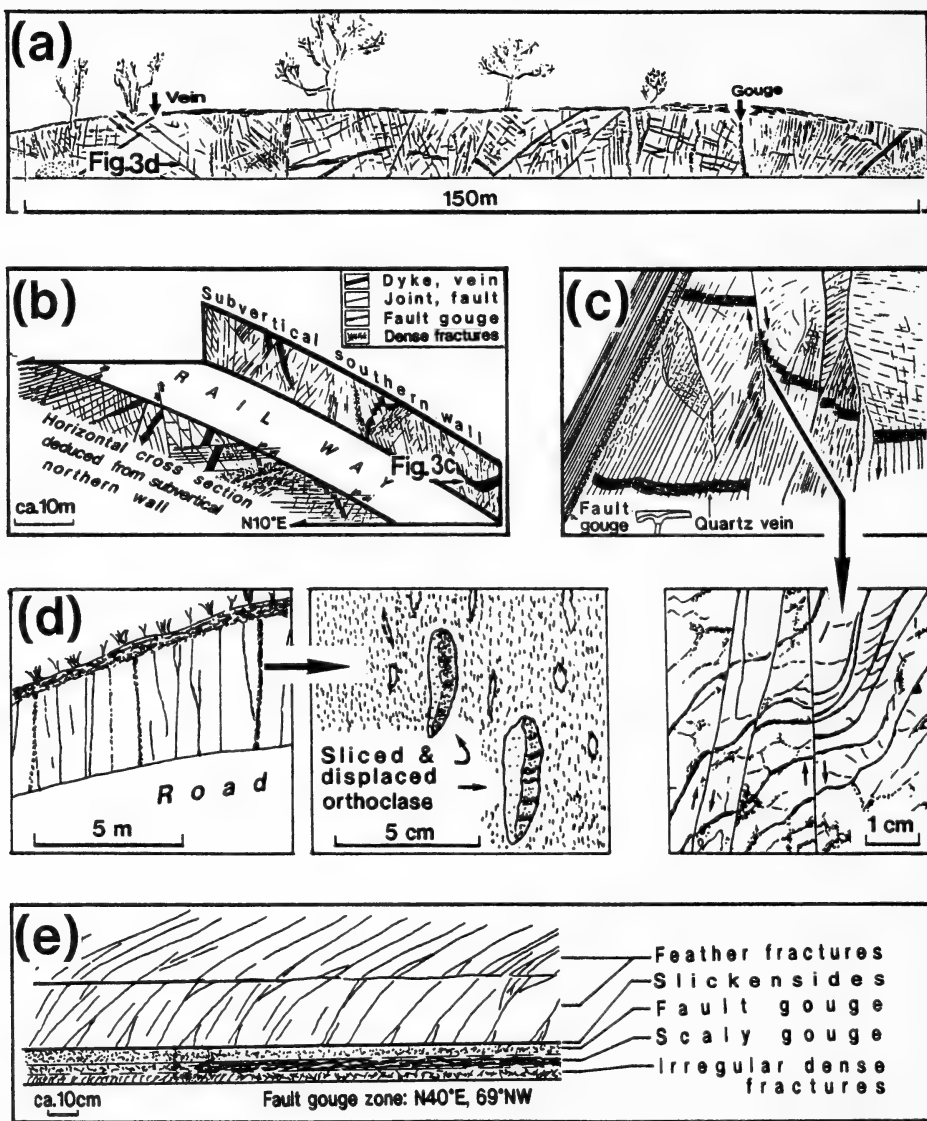 (a)
Vein
Gouge
Fig.3d
150m
(b)
Dyke, vein
Joint, fault
Fault gouge
Dense fractures
Subvertical southern wall
RAILWAY
Fig.3c
Horizontal cross section
deduced from subvertical
northern wall
ca.10m
N10°E
(c)
Fault
gouge
Quartz vein
(d)
Road
5 m
Sliced &
displaced
orthoclase
5 cm
1 cm
(e)
Feather fractures
Slickensides
Fault gouge
Scaly gouge
Irregular dense
fractures
ca.10cm
Fault gouge zone: N40°E, 69°NW